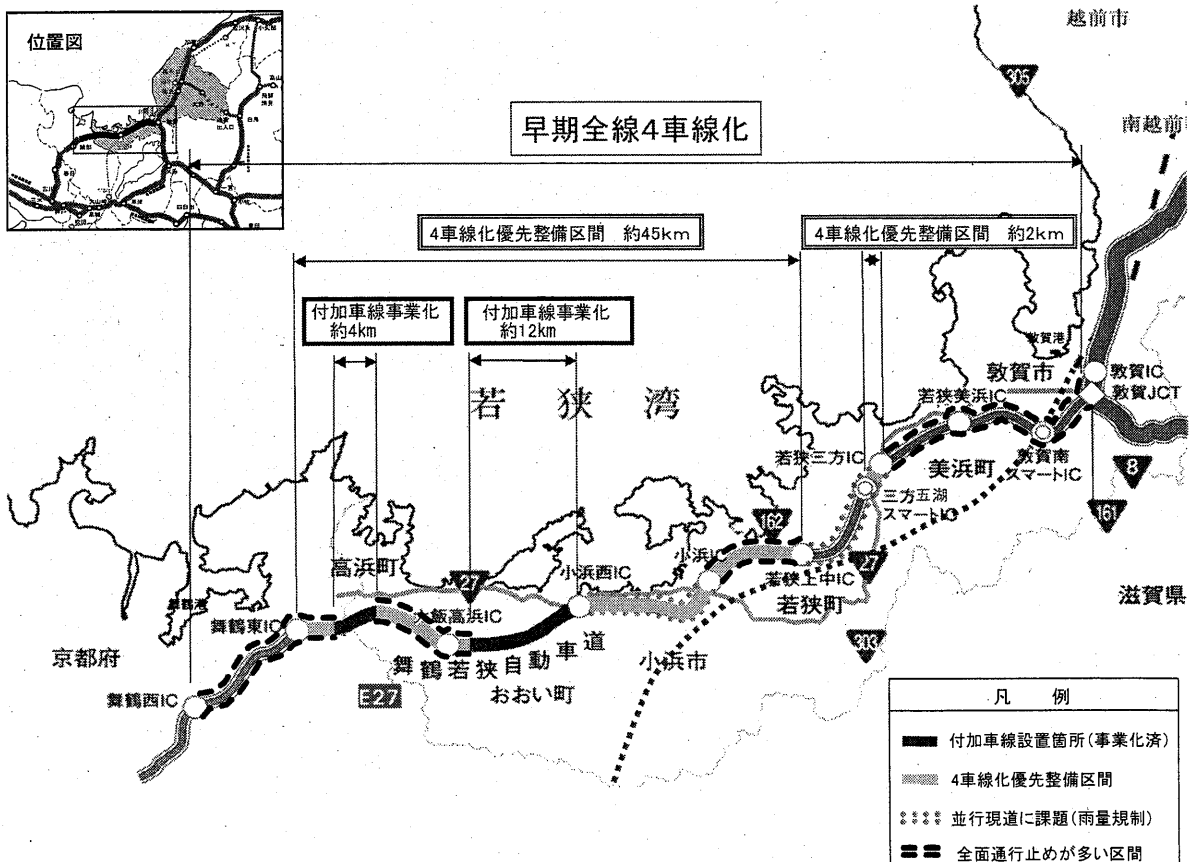 位置図
越前市
305
南越前
早期全線4車線化
4車線化優先整備区間 約45km
4車線化優先整備区間 約2km
付加車線事業化
約4km
付加車線事業化
約12km
若狭湾
敦賀港
敦賀市
敦賀IC
敦賀JCT
若狭美浜IC
若狭三方IC
美浜町
敦賀南
スマートIC
8
161
三方五湖
スマートIC
162
小浜IC
若狭上中IC
27
若狭町
滋賀県
303
高浜町
27
小浜西IC
大飯高浜IC
舞鶴港
舞鶴東IC
京都府
舞鶴若狭自動車道
小浜市
おおい町
E27
舞鶴西IC
凡 例
付加車線設置箇所(事業化済)
4車線化優先整備区間
並行現道に課題(雨量規制)
全面通行止めが多い区間